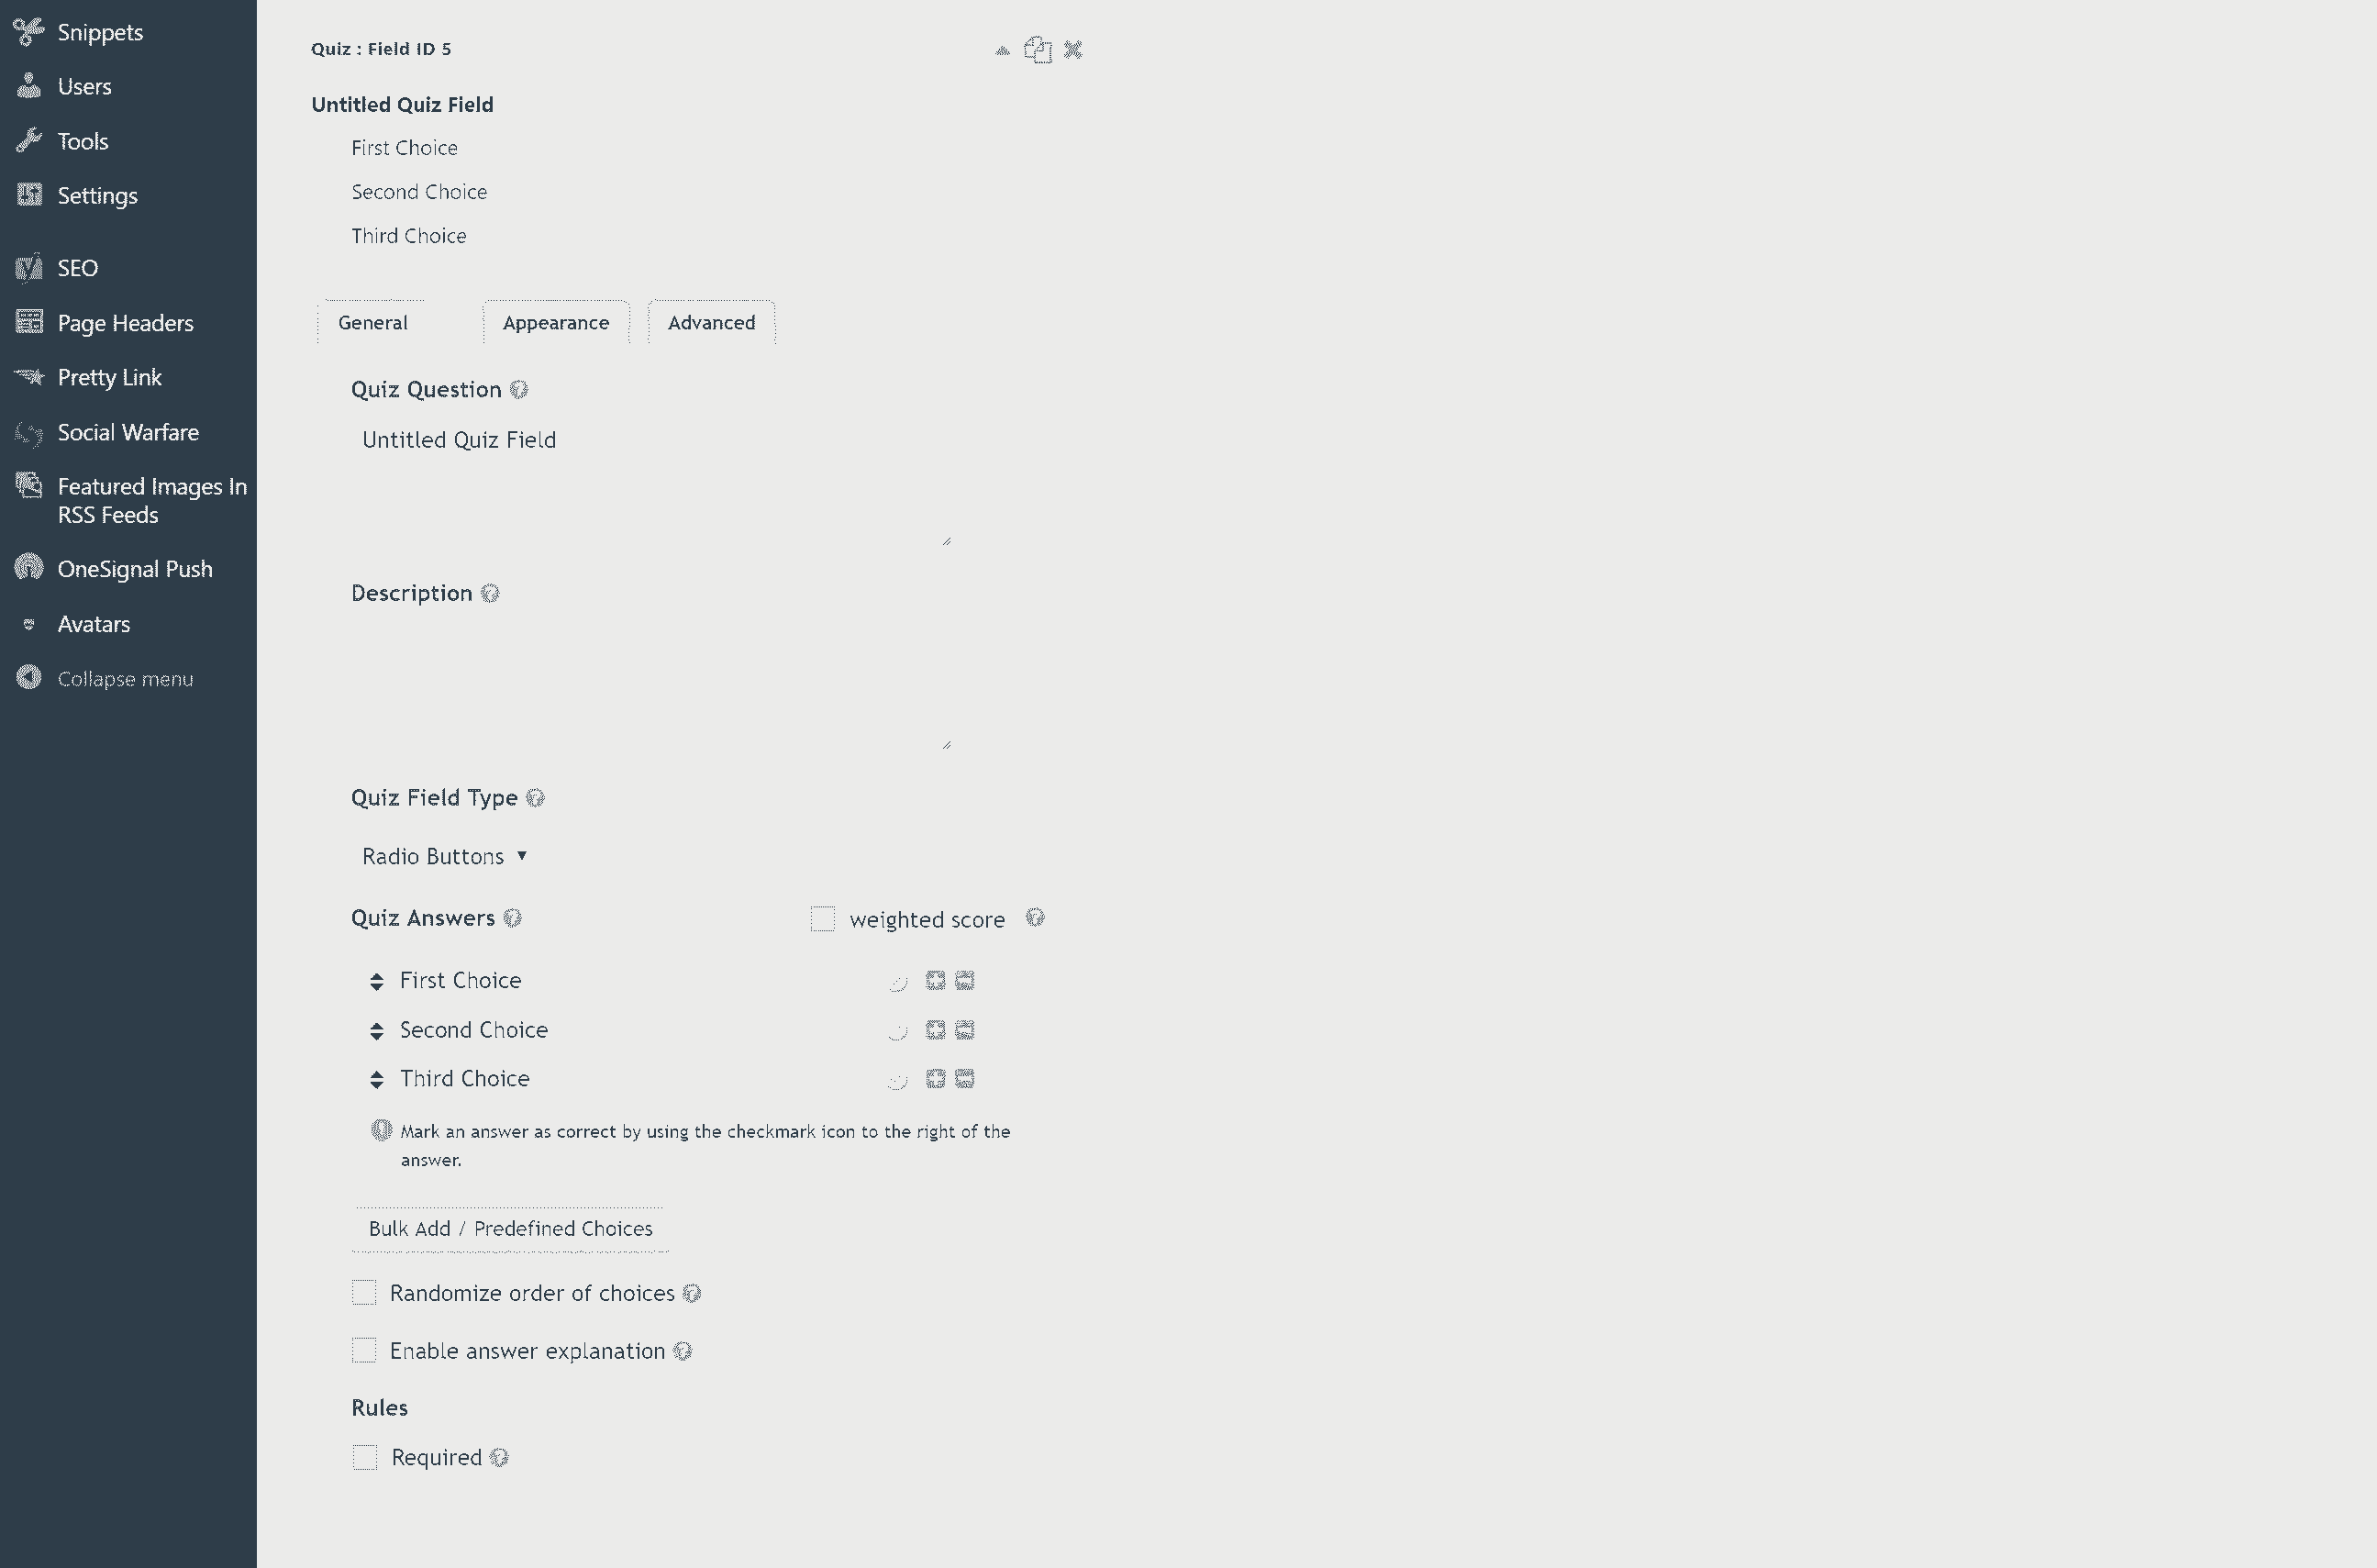 Snippets
Users
Tools
Settings
SEO
Page Headers
Pretty Link
Social Warfare
Featured Images In
RSS Feeds
OneSignal Push
Avatars
Collapse menu
Quiz : Field ID 5
Untitled Quiz Field
First Choice
Second Choice
Third Choice
General Appearance Advanced
Quiz Question
Untitled Quiz Field
Description
Quiz Field Type
Radio Buttons
Quiz Answers weighted score
First Choice
Second Choice
Third Choice
Mark an answer as correct by using the checkmark icon to the right of the
answer.
Bulk Add / Predefined Choices
Randomize order of choices
Enable answer explanation
Rules
Required